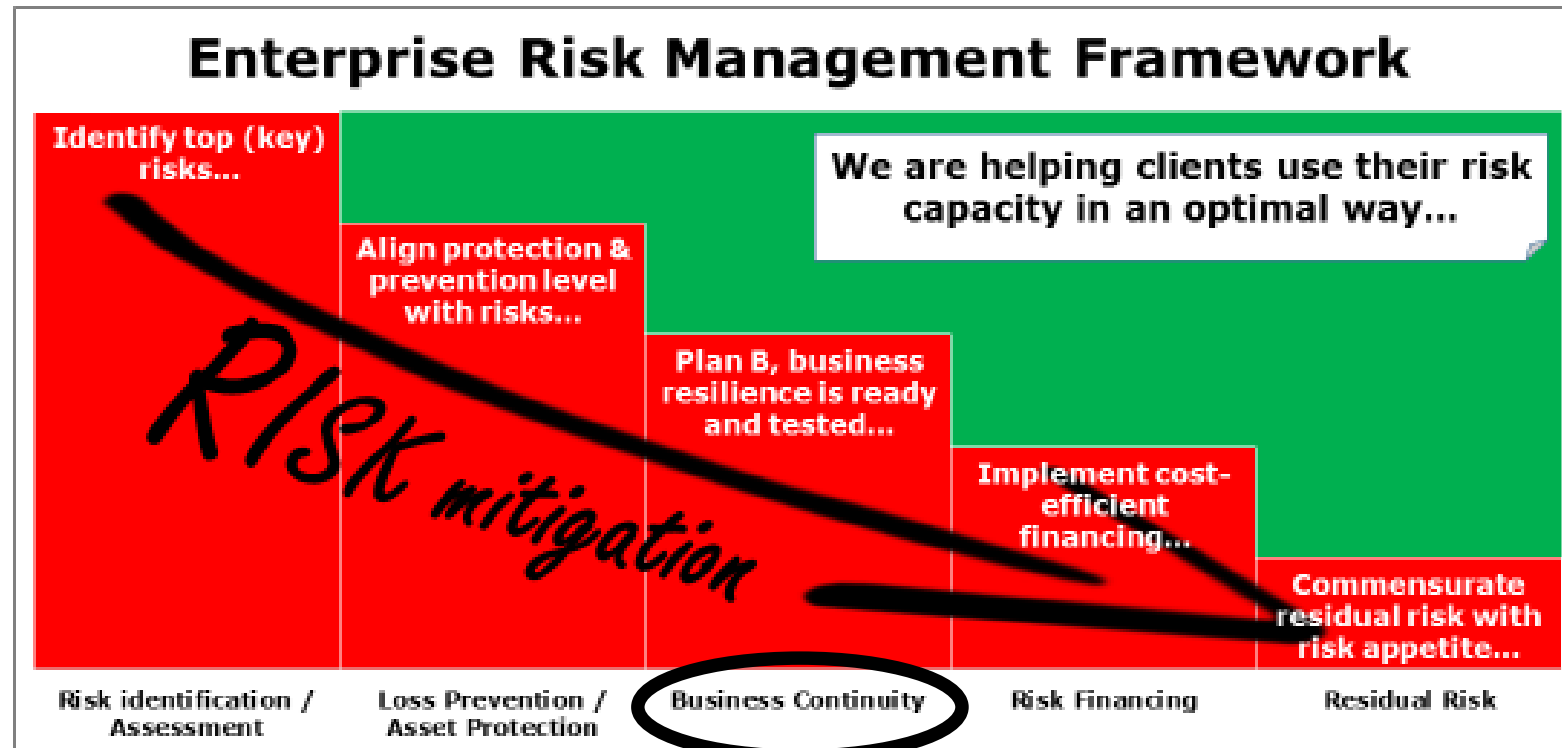 Enterprise Risk Management Framework
Identify top (key)
risks...
We are helping clients use their risk
capacity in an optimal way...
Align protection &
prevention level
with risks...
Plan B, business
resilience is ready
and tested...
Implement cost-
efficient
financing...
Commensurate
residual risk with
risk appetite...
RISK mitigation
Risk identification /
Assessment
Loss Prevention /
Asset Protection
Business Continuity
Risk Financing
Residual Risk